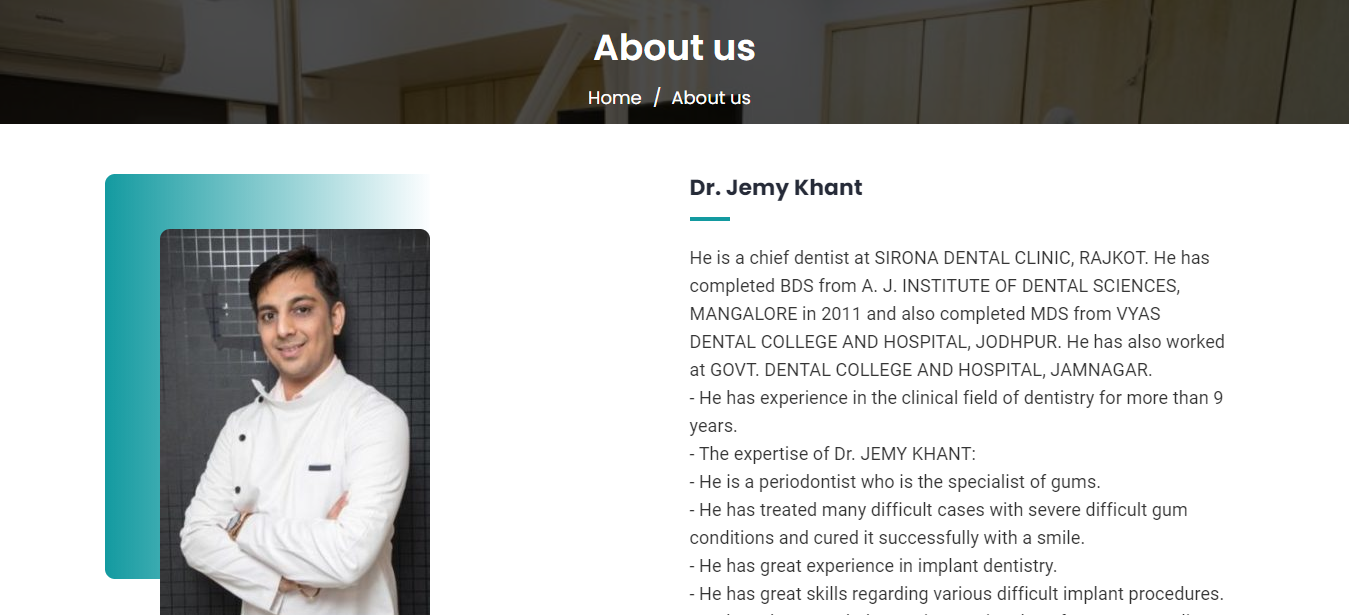 About us
Home / About us
Dr. Jemy Khant
He is a chief dentist at SIRONA DENTAL CLINIC, RAJKOT. He has
completed BDS from A. J. INSTITUTE OF DENTAL SCIENCES,
MANGALORE in 2011 and also completed MDS from VYAS
DENTAL COLLEGE AND HOSPITAL, JODHPUR. He has also worked
at GOVT. DENTAL COLLEGE AND HOSPITAL, JAMNAGAR.
- He has experience in the clinical field of dentistry for more than 9
years.
- The expertise of Dr. JEMY KHANT:
- He is a periodontist who is the specialist of gums.
- He has treated many difficult cases with severe difficult gum
conditions and cured it successfully with a smile.
- He has great experience in implant dentistry.
- He has great skills regarding various difficult implant procedures.